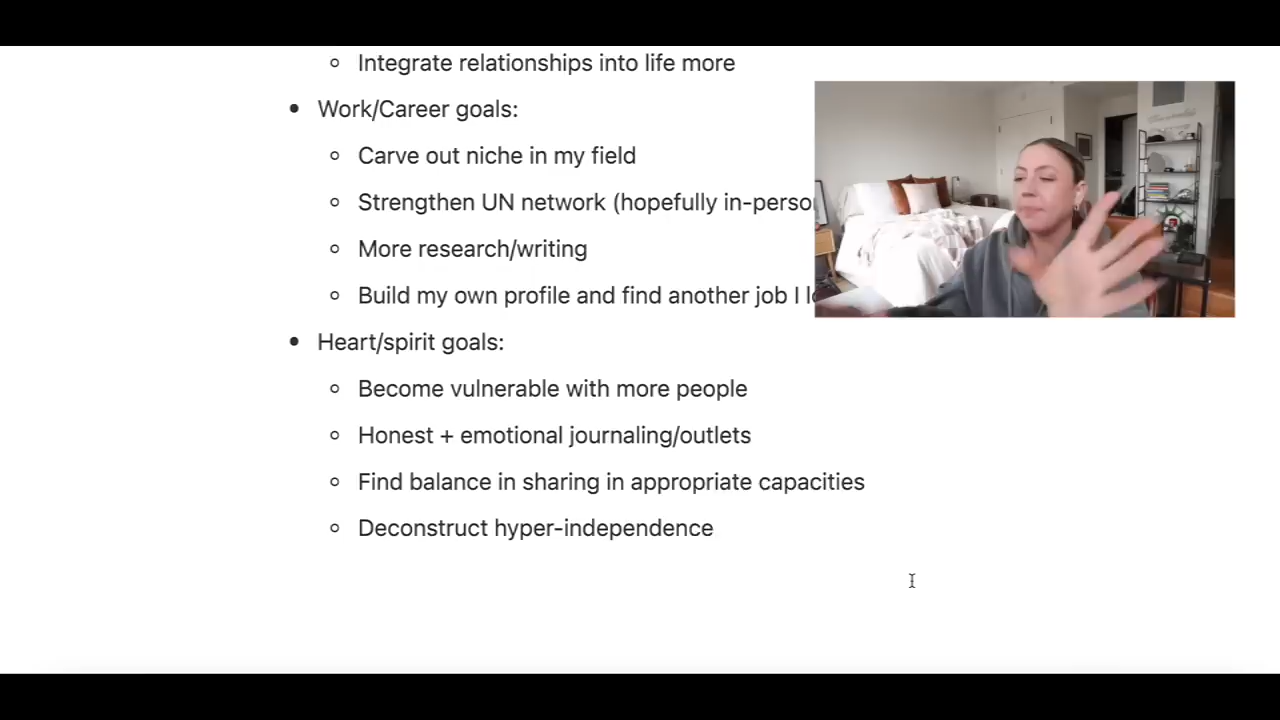 Integrate relationships into life more
Work/Career goals:
Carve out niche in my field
Strengthen UN network (hopefully
More research/writing
Build my own profile and find another job I
Heart/spirit goals:
Become vulnerable with more people
Honest + emotional journaling/outlets
Find balance in sharing in appropriate capacities
Deconstruct hyper-independence